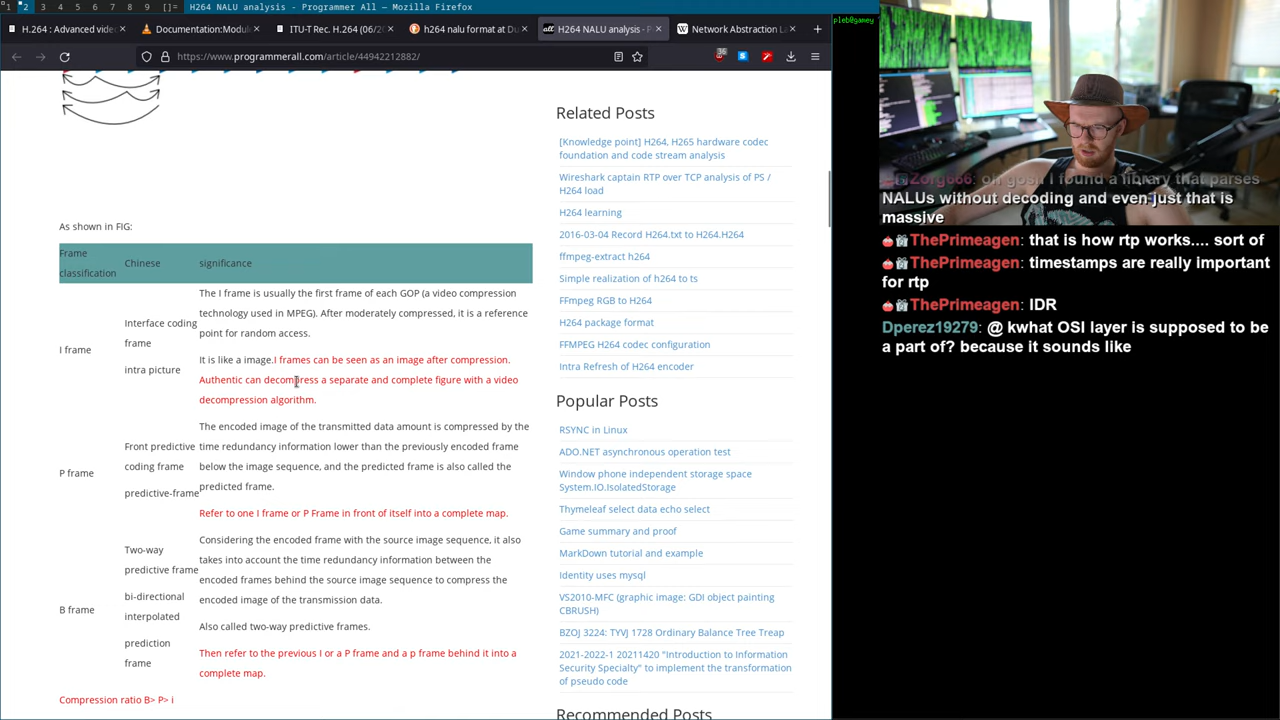 1 2 3 4 5 6 7 8 9 []= H264 NALU analysis - Programmer All — Mozilla Firefox
H.264 : Advanced video
Documentation:Modul
ITU-T Rec. H.264 (06/2
h264 nalu format at Du
H264 NALU analysis - P
Network Abstraction La
https://www.programmerall.com/article/44942212882/
As shown in FIG:
Frame classification
Chinese
significance
I frame
Interface coding
frame
intra picture
The I frame is usually the first frame of each GOP (a video compression
technology used in MPEG). After moderately compressed, it is a reference
point for random access.
It is like a image.I frames can be seen as an image after compression.
Authentic can decompress a separate and complete figure with a video
decompression algorithm.
P frame
Front predictive
coding frame
predictive-frame
The encoded image of the transmitted data amount is compressed by the
time redundancy information lower than the previously encoded frame
below the image sequence, and the predicted frame is also called the
predicted frame.
Refer to one I frame or P Frame in front of itself into a complete map.
B frame
Two-way
predictive frame
bi-directional
interpolated
prediction
frame
Considering the encoded frame with the source image sequence, it also
takes into account the time redundancy information between the
encoded frames behind the source image sequence to compress the
encoded image of the transmission data.
Also called two-way predictive frames.
Then refer to the previous I or a P frame and a p frame behind it into a
complete map.
Compression ratio B> P> i
Related Posts
[Knowledge point] H264, H265 hardware codec
foundation and code stream analysis
Wireshark captain RTP over TCP analysis of PS /
H264 load
H264 learning
2016-03-04 Record H264.txt to H264.H264
ffmpeg-extract h264
Simple realization of h264 to ts
FFmpeg RGB to H264
H264 package format
FFMPEG H264 codec configuration
Intra Refresh of H264 encoder
Popular Posts
RSYNC in Linux
ADO.NET asynchronous operation test
Window phone independent storage space
System.IO.IsolatedStorage
Thymeleaf select data echo select
Game summary and proof
MarkDown tutorial and example
Identity uses mysql
VS2010-MFC (graphic image: GDI object painting
CBRUSH)
BZOJ 3224: TYVJ 1728 Ordinary Balance Tree Treap
2021-2022-1 20211420 "Introduction to Information
Security Specialty" to implement the transformation
of pseudo code
Recommended Posts
pleb@gamey
Zorg666: oh gosh I found a library that parses
NALUs without decoding and even just that is
massive
ThePrimeagen: that is how rtp works.... sort of
ThePrimeagen: timestamps are really important
for rtp
ThePrimeagen: IDR
Dperez19279: @ kwhat OSI layer is supposed to be
a part of? because it sounds like